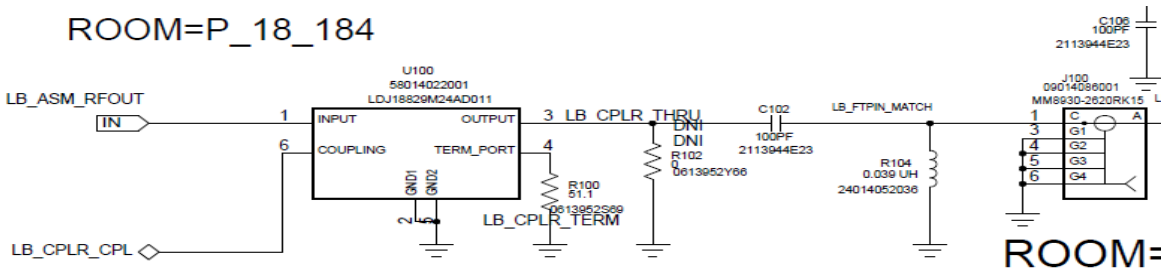 ROOM=P_18_184
C106
100PF
2113944E23
U100
58014022001
LDJ18829M24AD011
J100
09014086001
MM8930-2620RK15 L
LB_ASM_RFOUT
IN
1 INPUT OUTPUT 3 LB_CPLR_THRU
6 COUPLING TERM_PORT 4
GND1 GND2
2 5
DNI
DNI
R102
0
0613952Y66
C102
100PF
2113944E23
LB_FTPIN_MATCH
1 C A
3 G1
4 G2
5 G3
6 G4
R100
51.1
0613952S69
LB_CPLR_TERM
R104
0.039 UH
24014052036
LB_CPLR_CPL
ROOM=